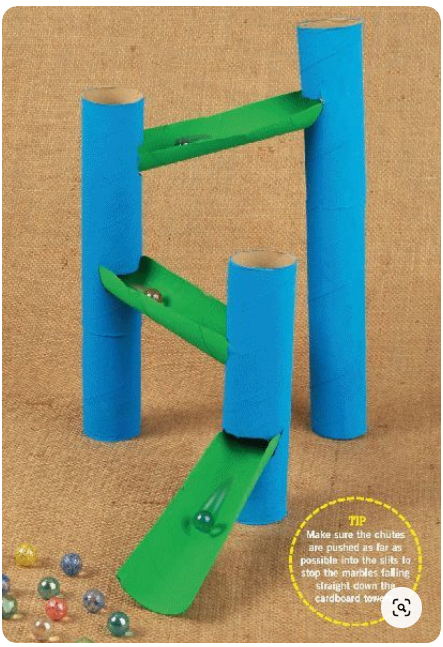 TIP
Make sure the chutes
are pushed as far as
possible into the slits to
stop the marbles falling
straight down the
cardboard